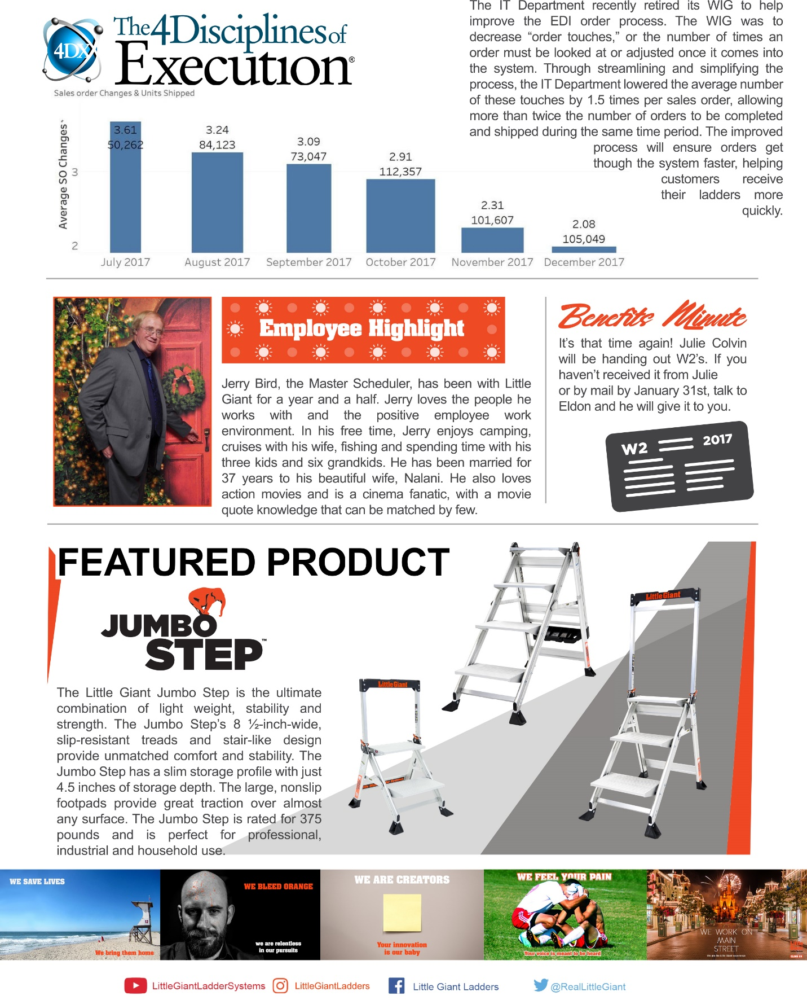 4DX
The 4 Disciplines of
Execution®
Sales order Changes & Units Shipped
Average SO Changes
3
2
3.61
50,262
3.24
84,123
3.09
73,047
2.91
112,357
2.31
101,607
2.08
105,049
July 2017
August 2017
September 2017
October 2017
November 2017
December 2017
The IT Department recently retired its WIG to help
improve the EDI order process. The WIG was to
decrease “order touches,” or the number of times an
order must be looked at or adjusted once it comes into
the system. Through streamlining and simplifying the
process, the IT Department lowered the average number
of these touches by 1.5 times per sales order, allowing
more than twice the number of orders to be completed
and shipped during the same time period. The improved
process will ensure orders get
though the system faster, helping
customers receive
their ladders more
quickly.
Employee Highlight
Jerry Bird, the Master Scheduler, has been with Little
Giant for a year and a half. Jerry loves the people he
works with and the positive employee work
environment. In his free time, Jerry enjoys camping,
cruises with his wife, fishing and spending time with his
three kids and six grandkids. He has been married for
37 years to his beautiful wife, Nalani. He also loves
action movies and is a cinema fanatic, with a movie
quote knowledge that can be matched by few.
Benefits Minute
It’s that time again! Julie Colvin
will be handing out W2’s. If you
haven’t received it from Julie
or by mail by January 31st, talk to
Eldon and he will give it to you.
W2
2017
FEATURED PRODUCT
JUMBO
STEP™
The Little Giant Jumbo Step is the ultimate
combination of light weight, stability and
strength. The Jumbo Step’s 8 ½-inch-wide,
slip-resistant treads and stair-like design
provide unmatched comfort and stability. The
Jumbo Step has a slim storage profile with just
4.5 inches of storage depth. The large, nonslip
footpads provide great traction over almost
any surface. The Jumbo Step is rated for 375
pounds and is perfect for professional,
industrial and household use.
Little Giant
Little Giant
WE SAVE LIVES
12
We bring them home
WE BLEED ORANGE
we are relentless
in our pursuits
WE ARE CREATORS
Your innovation
is our baby
WE FEEL YOUR PAIN
Your voice is meant to be heard
WE WORK ON
MAIN
STREET
We are the Little Giant experience
CLIMB ON
LittleGiantLadderSystems
LittleGiantLadders
Little Giant Ladders
@RealLittleGiant